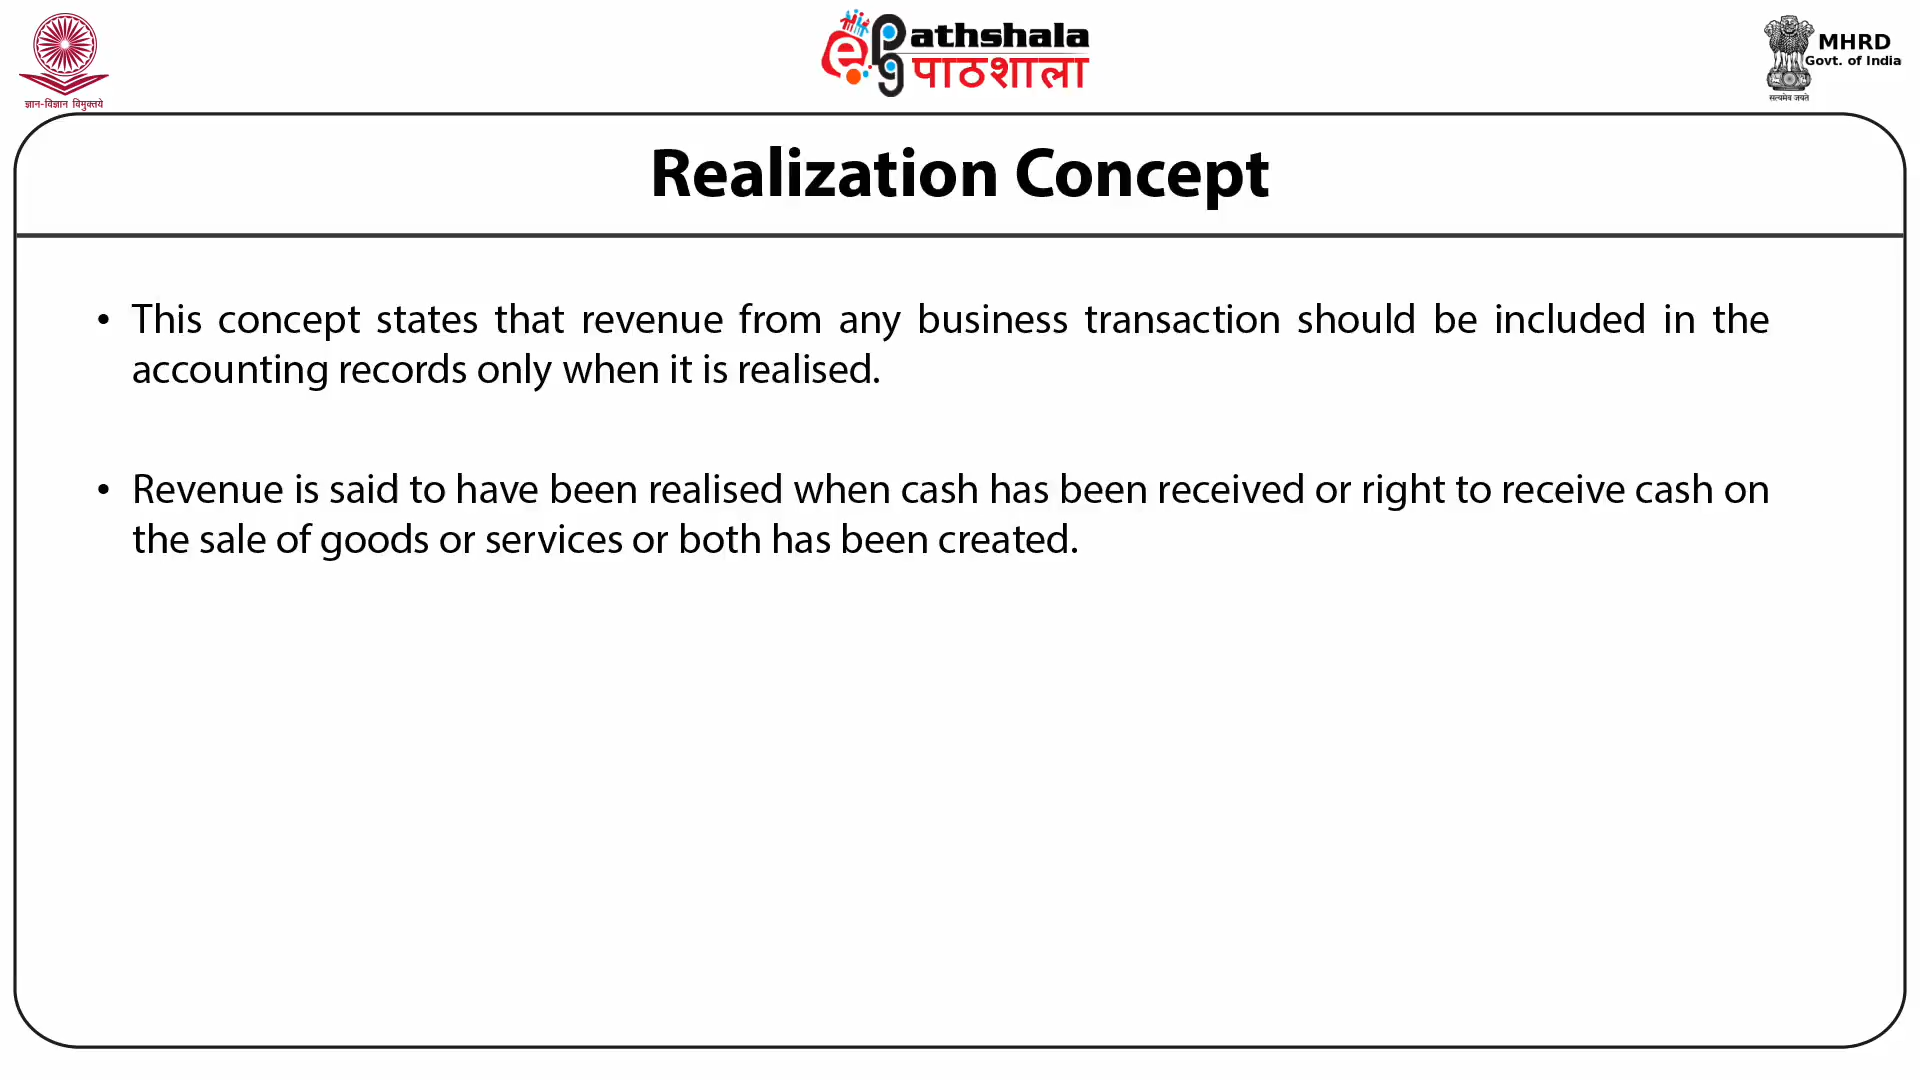 ज्ञान-विज्ञान विमुक्तये
ePGathshala
पाठशाला
MHRD
Govt. of India
सत्यमेव जयते
Realization Concept
• This concept states that revenue from any business transaction should be included in the
accounting records only when it is realised.
• Revenue is said to have been realised when cash has been received or right to receive cash on
the sale of goods or services or both has been created.